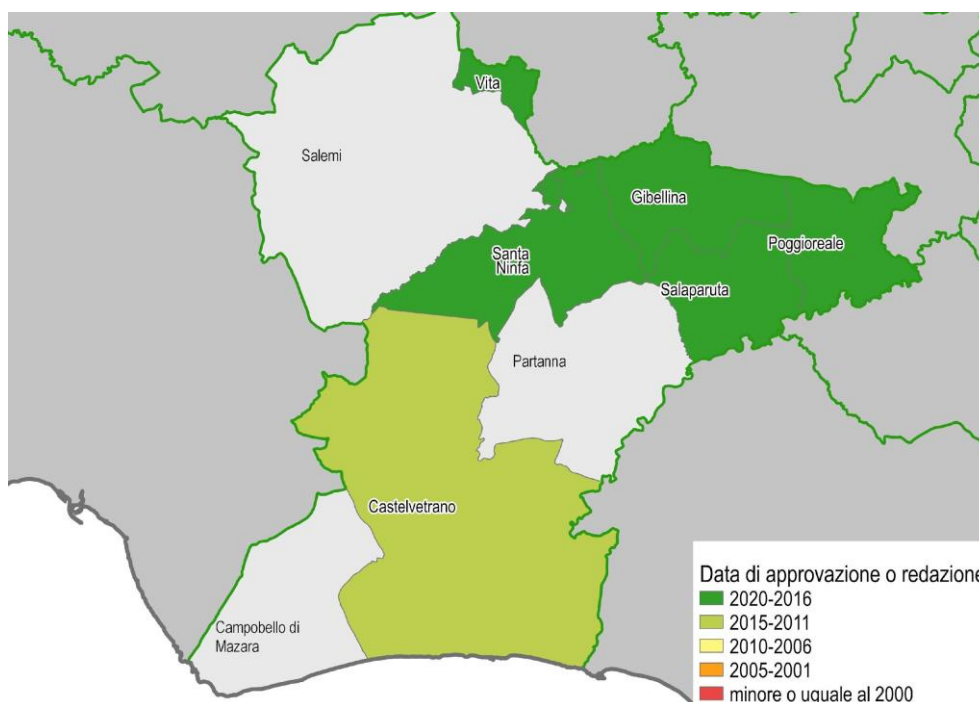 Vita
Salemi
Gibellina
Santa
Ninfa
Poggioreale
Salaparuta
Partanna
Castelvetrano
Campobello di
Mazara
Data di approvazione o redazione
2020-2016
2015-2011
2010-2006
2005-2001
minore o uguale al 2000